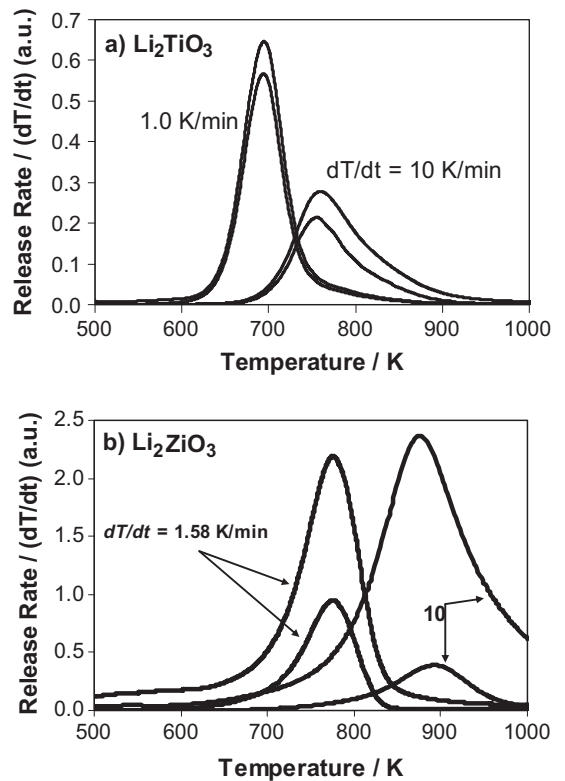 a) Li₂TiO₃
Release Rate / (dT/dt) (a.u.)
0.7
0.6
0.5
0.4
0.3
0.2
0.1
0.0
1.0 K/min
dT/dt = 10 K/min
500 600 700 800 900 1000
Temperature / K
b) Li₂ZiO₃
Release Rate / (dT/dt) (a.u.)
2.5
2.0
1.5
1.0
0.5
0.0
dT/dt = 1.58 K/min
10
500 600 700 800 900 1000
Temperature / K